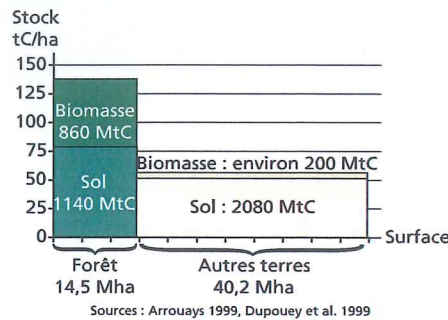 Stock
tC/ha
150
125
100
75
50
25
0
Biomasse
860 MtC
Sol
1140 MtC
Biomasse : environ 200 MtC
Sol : 2080 MtC
Surface
Forêt
14,5 Mha
Autres terres
40,2 Mha
Sources : Arrouays 1999, Dupouey et al. 1999